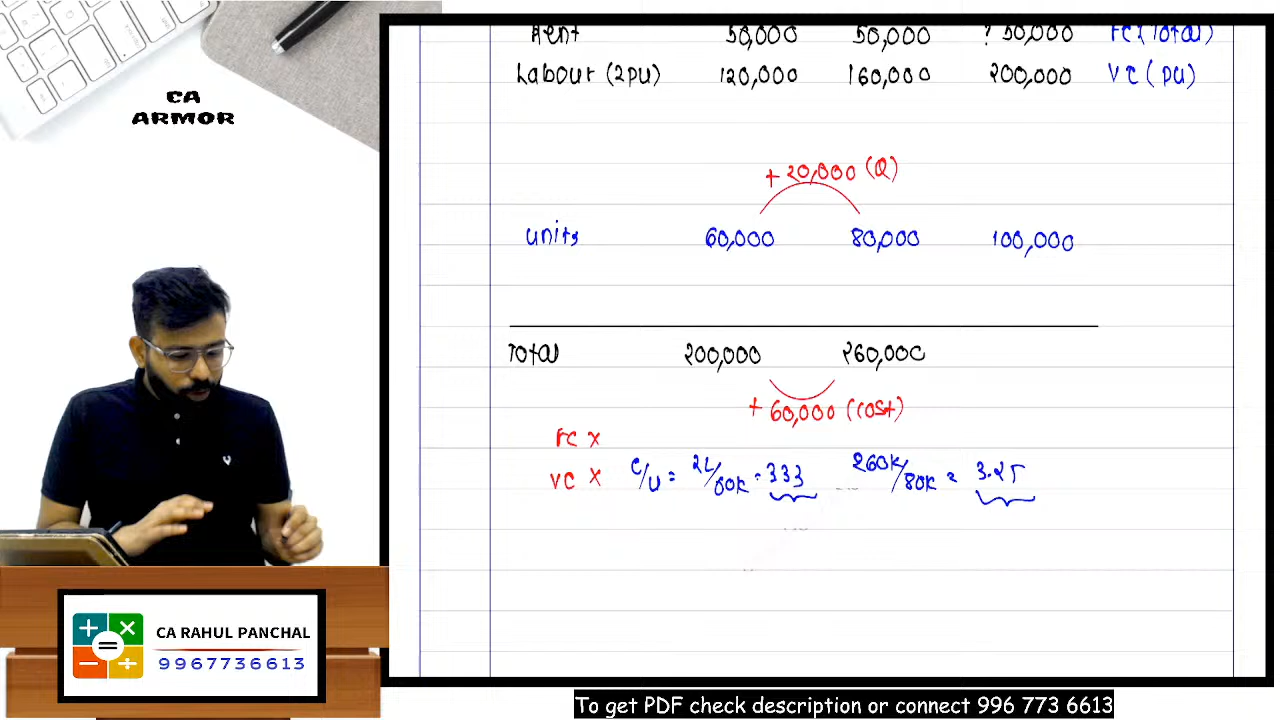 CA
ARMOR
Rent 50,000 50,000 ? 50,000 FC (Total)
Labour (2PU) 120,000 160,000 200,000 VC (PU)
+ 20,000 (Q)
units 60,000 80,000 100,000
Total 200,000 260,000
+ 60,000 (cost)
FC x
VC x C/U = 2L/60K = 333 260K/80K = 3.25
CA RAHUL PANCHAL
9967736613
To get PDF check description or connect 996 773 6613